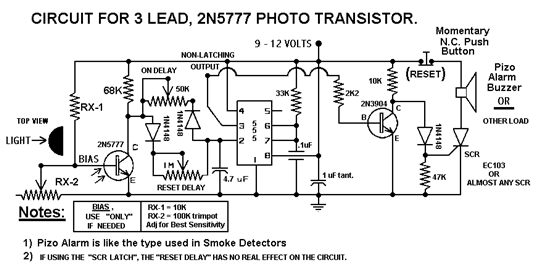 CIRCUIT FOR 3 LEAD, 2N5777 PHOTO TRANSISTOR.
9 - 12 VOLTS
Momentary
N.C. Push
Button
NON-LATCHING
OUTPUT
(RESET)
Pizo
Alarm
Buzzer
OR
OTHER LOAD
68K
ON DELAY
50K
33K
2K2
10K
RX-1
TOP VIEW
LIGHT
2N5777
C
E
BIAS
RX-2
1N4148
1N4148
1 M
RESET DELAY
4
3
2
5
5
5
6
7
8
1
4.7 uF
.1uF
1 uF tant.
2N3904
B
C
E
1N4148
SCR
47K
EC103
OR
ALMOST ANY SCR
Notes:
BIAS ,
USE "ONLY"
IF NEEDED
RX-1 = 10K
RX-2 = 100K trimpot
Adj for Best Sensitivity
1) Pizo Alarm is like the type used in Smoke Detectors
2) IF USING THE "SCR LATCH", THE "RESET DELAY" HAS NO REAL EFFECT ON THE CIRCUIT.